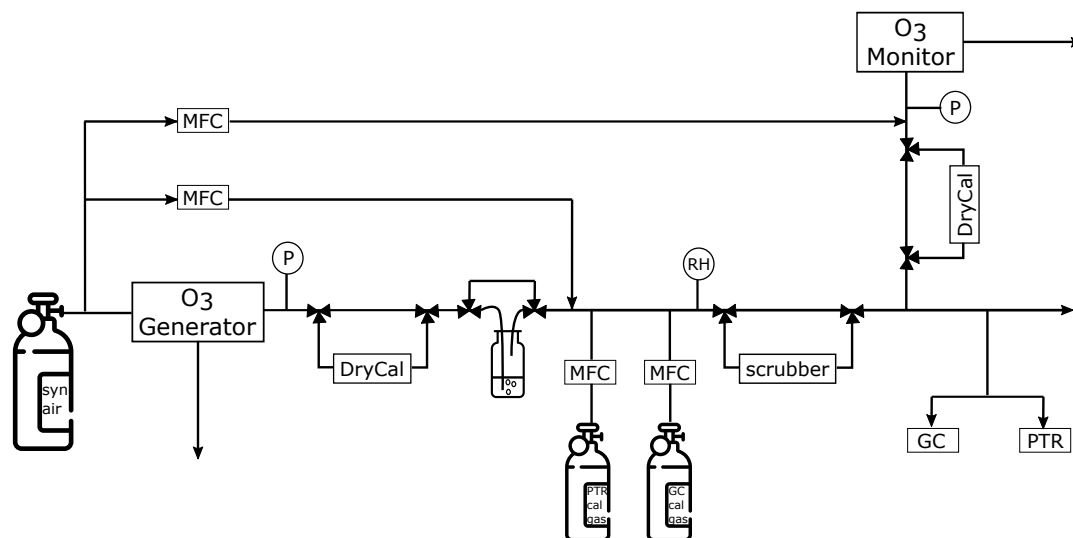 O3
Monitor
P
MFC
DryCal
MFC
P
RH
O3
Generator
DryCal
MFC
MFC
scrubber
syn
air
GC
PTR
PTR
cal
gas
GC
cal
gas